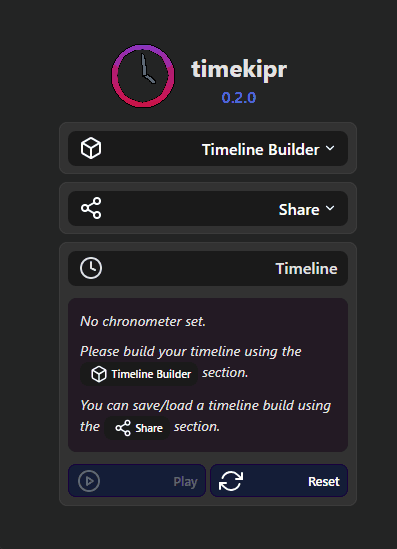 timekipr
0.2.0
Timeline Builder
Share
Timeline
No chronometer set.
Please build your timeline using the
Timeline Builder section.
You can save/load a timeline build using
the Share section.
Play
Reset